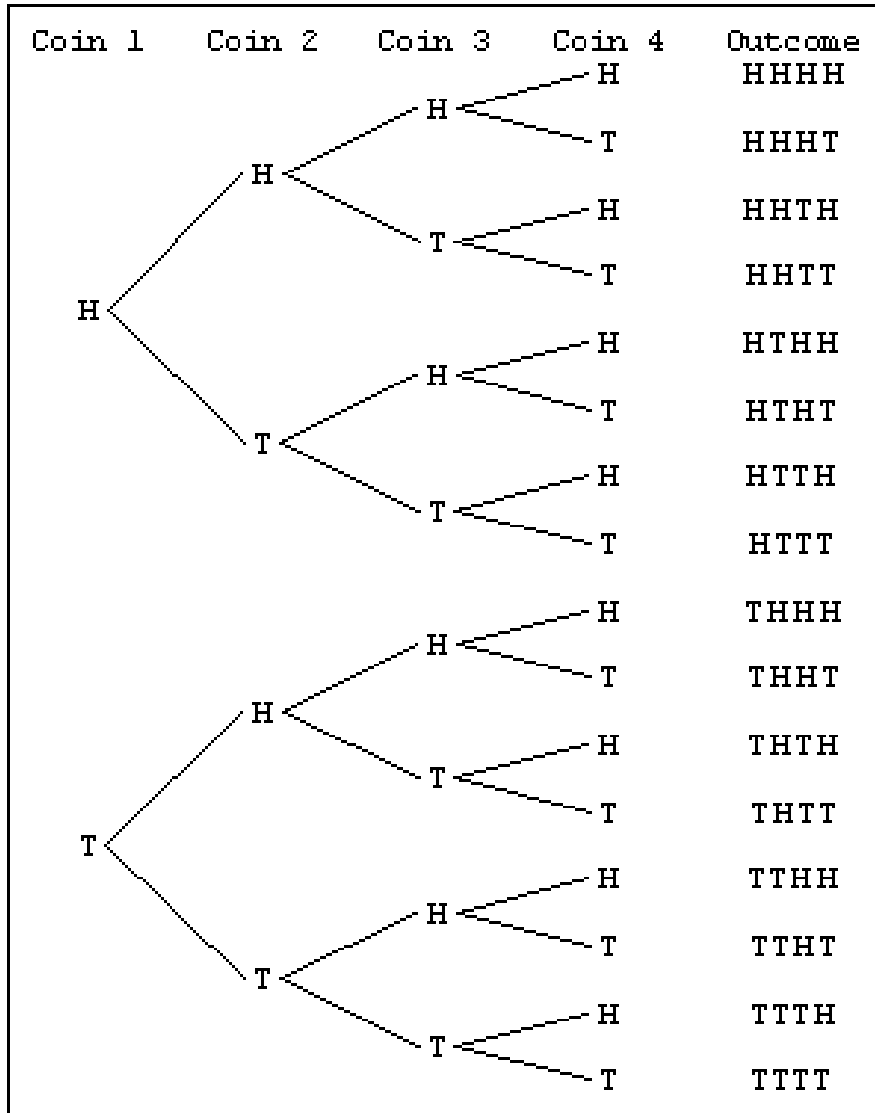 Coin 1 Coin 2 Coin 3 Coin 4 Outcome
H HHHH
H
T HHHT
H
H HHTH
T
T HHTT
H
H HTHH
H
T HTHT
T
H HTTH
T
T HTTT
H THHH
H
T THHT
H
H THTH
T
T THTT
T
H TTHH
H
T TTHT
T
H TTTH
T
T TTTT